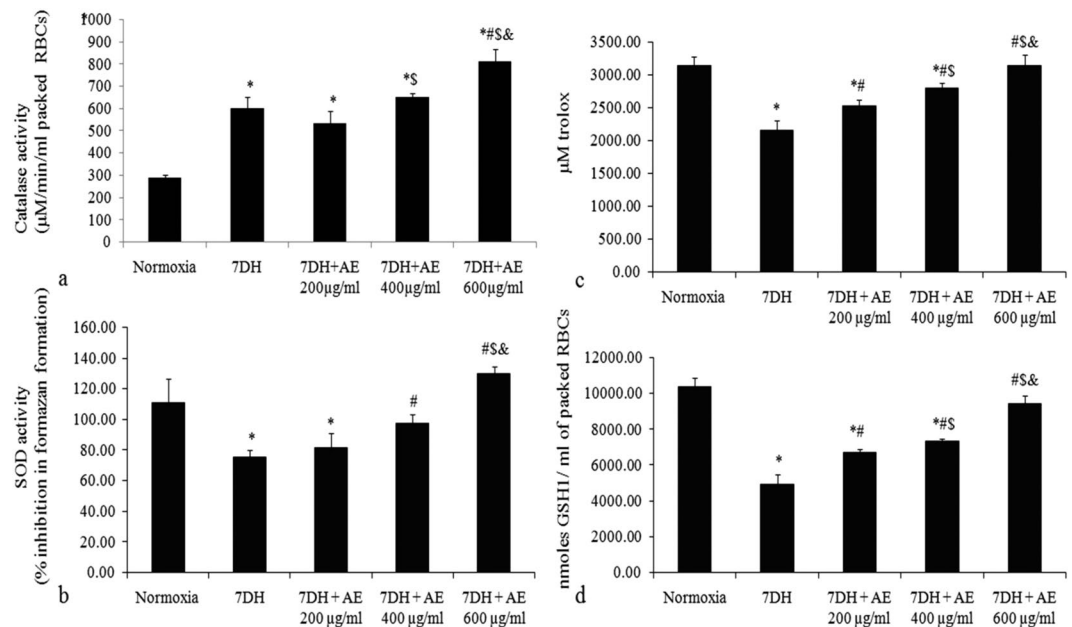 1000
900
800
700
600
500
400
300
200
100
0
Catalase activity
(µM/min/ml packed RBCs)
*
*
*$
*#$&
Normoxia 7DH 7DH+AE 7DH+AE 7DH+AE
200µg/ml 400µg/ml 600µg/ml
a
3500.00
3000.00
2500.00
2000.00
1500.00
1000.00
500.00
0.00
µM trolox
*
*#
*#$
#$&
Normoxia 7DH 7DH + AE 7DH + AE 7DH + AE
200 µg/ml 400 µg/ml 600 µg/ml
c
160.00
140.00
120.00
100.00
80.00
60.00
40.00
20.00
0.00
SOD activity
(% inhibition in formazan formation)
*
*
#
#$&
Normoxia 7DH 7DH + AE 7DH + AE 7DH + AE
200 µg/ml 400 µg/ml 600 µg/ml
b
12000.00
10000.00
8000.00
6000.00
4000.00
2000.00
0.00
nmoles GSH1/ ml of packed RBCs
*
*#
*#$
#$&
Normoxia 7DH 7DH + AE 7DH + AE 7DH + AE
200 µg/ml 400 µg/ml 600 µg/ml
d